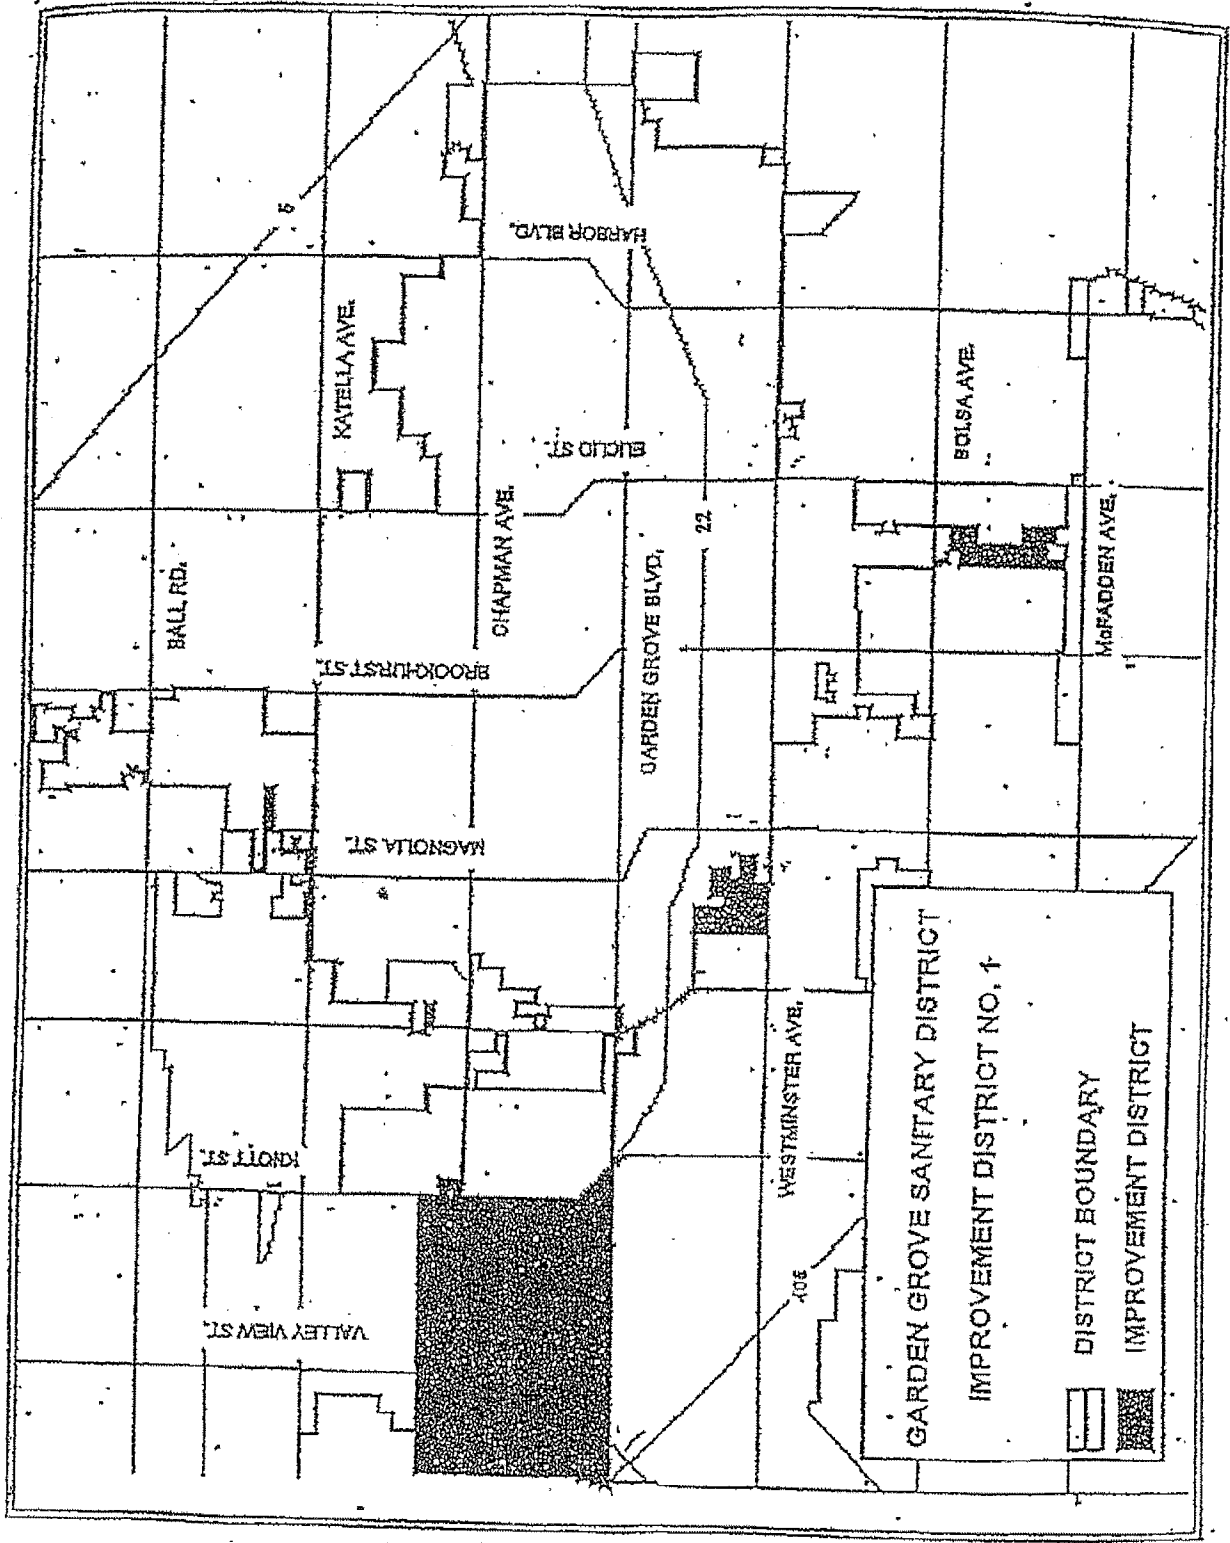 5
HARBOR BLVD.
KATELLA AVE.
EUCLID ST.
BOLSA AVE.
22
CHAPMAN AVE.
McFADDEN AVE.
BALL RD.
BROOKHURST ST.
GARDEN GROVE BLVD.
MAGNOLIA ST.
WESTMINSTER AVE.
KNOTT ST.
VALLEY VIEW ST.
405
GARDEN GROVE SANITARY DISTRICT
IMPROVEMENT DISTRICT NO. 1
DISTRICT BOUNDARY
IMPROVEMENT DISTRICT